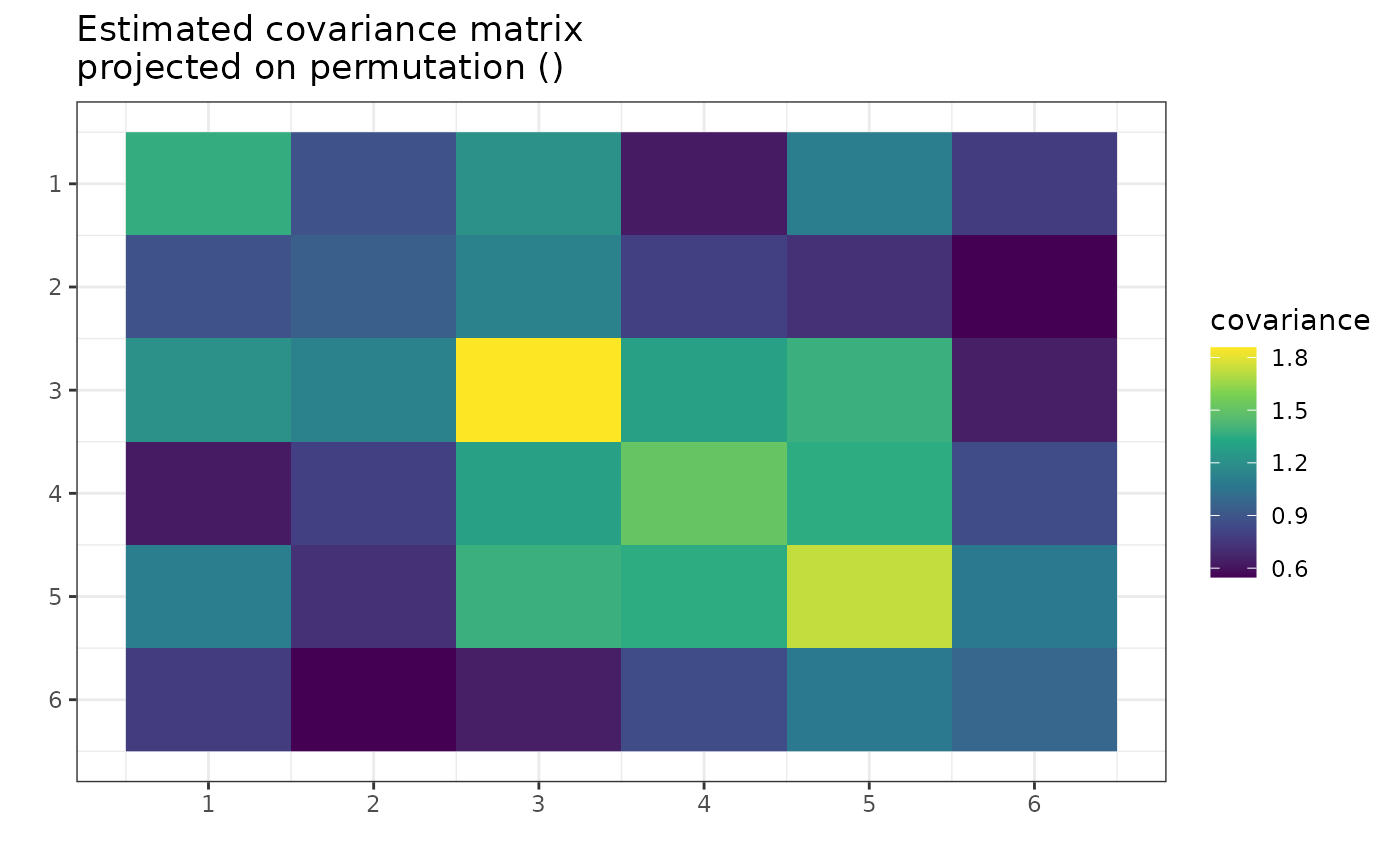 Estimated covariance matrix
projected on permutation ()
1
2
3
4
5
6
1 2 3 4 5 6
covariance
1.8
1.5
1.2
0.9
0.6